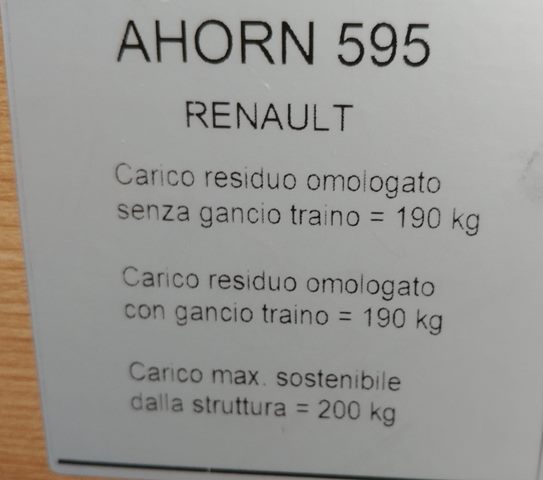 AHORN 595
RENAULT
Carico residuo omologato
senza gancio traino = 190 kg
Carico residuo omologato
con gancio traino = 190 kg
Carico max. sostenibile
dalla struttura = 200 kg